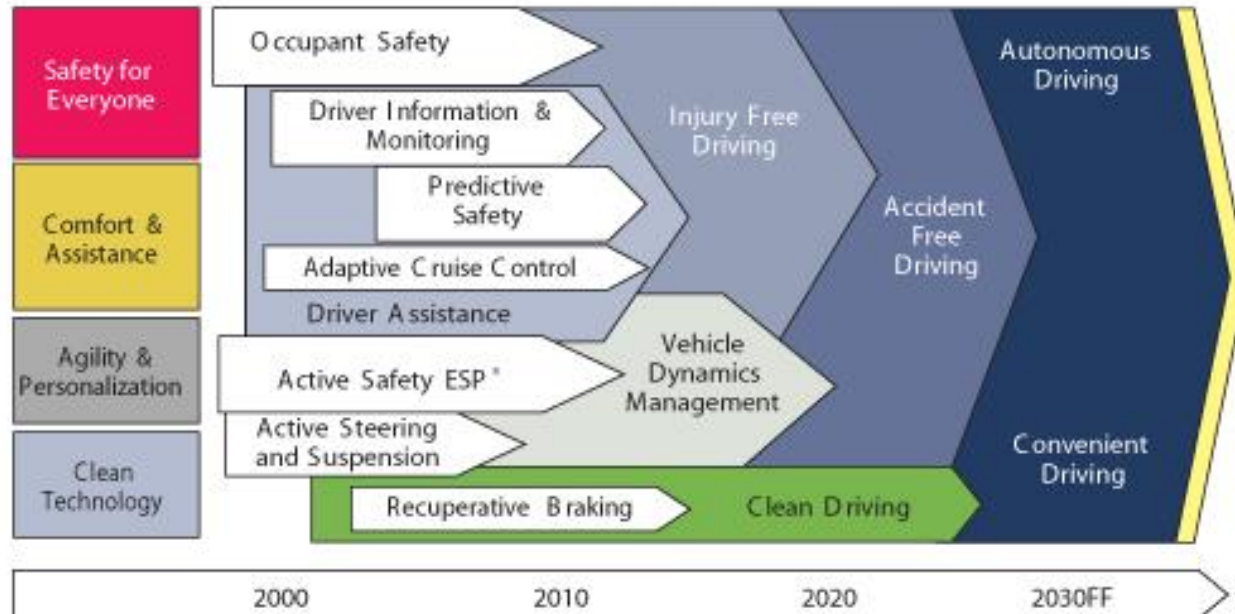 Safety for
Everyone
Comfort &
Assistance
Agility &
Personalization
Clean
Technology
Occupant Safety
Driver Information &
Monitoring
Predictive
Safety
Adaptive Cruise Control
Driver Assistance
Active Safety ESP*
Active Steering
and Suspension
Recuperative Braking
Injury Free
Driving
Vehicle
Dynamics
Management
Clean Driving
Accident
Free
Driving
Autonomous
Driving
Convenient
Driving
2000
2010
2020
2030FF